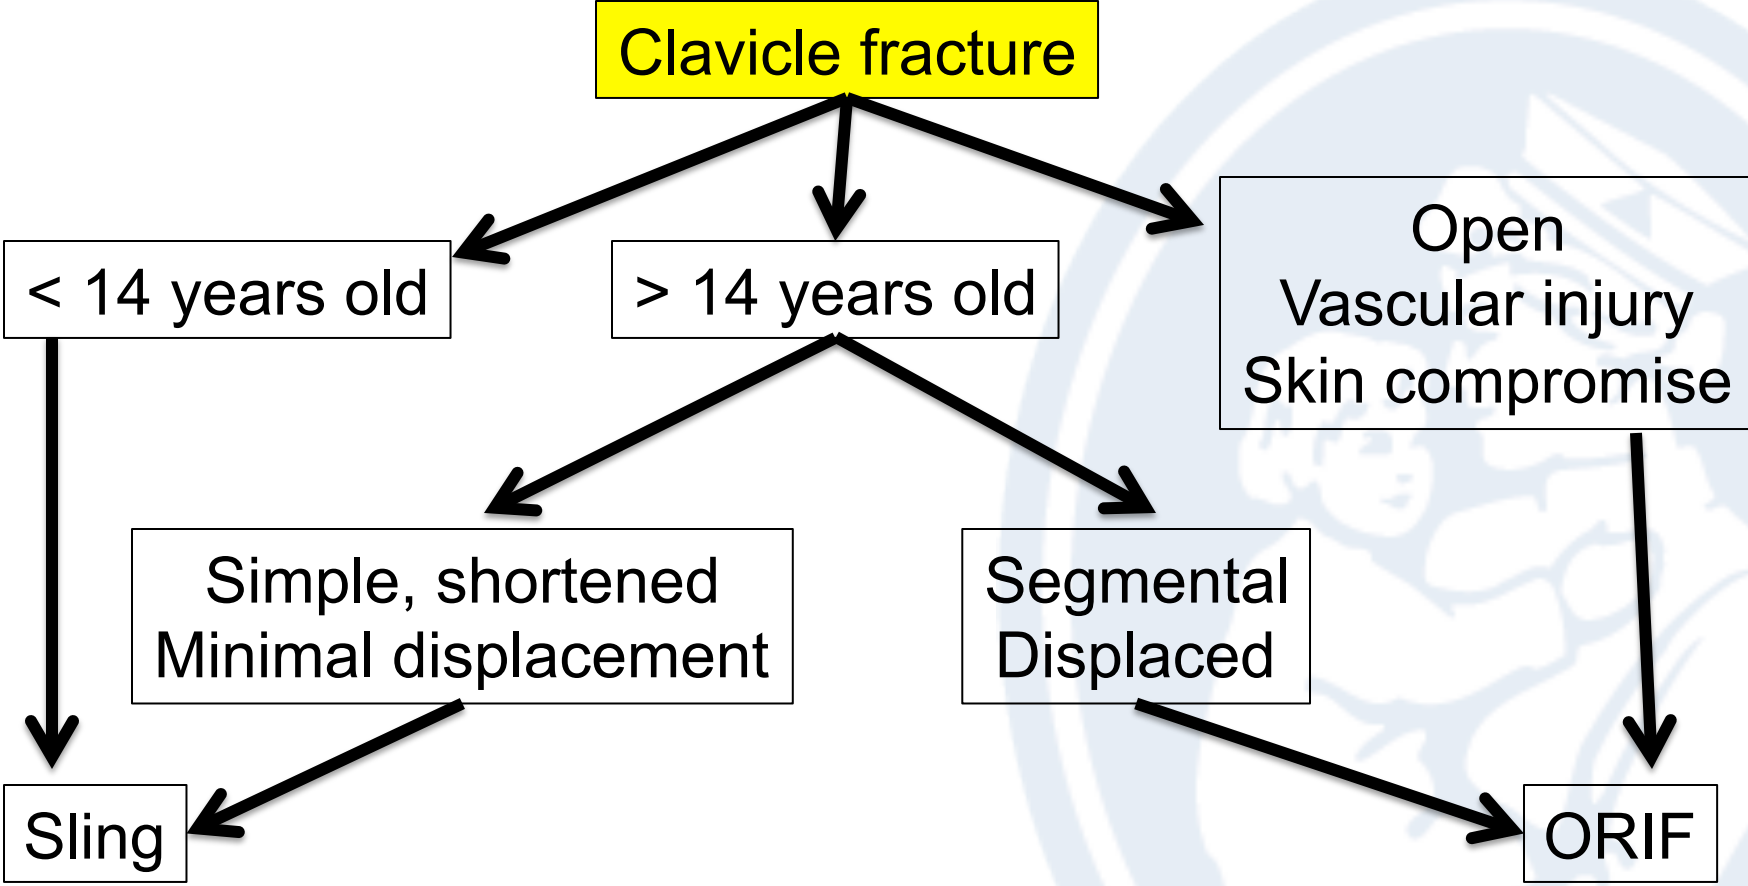 Clavicle fracture
< 14 years old
> 14 years old
Open
Vascular injury
Skin compromise
Simple, shortened
Minimal displacement
Segmental
Displaced
Sling
ORIF